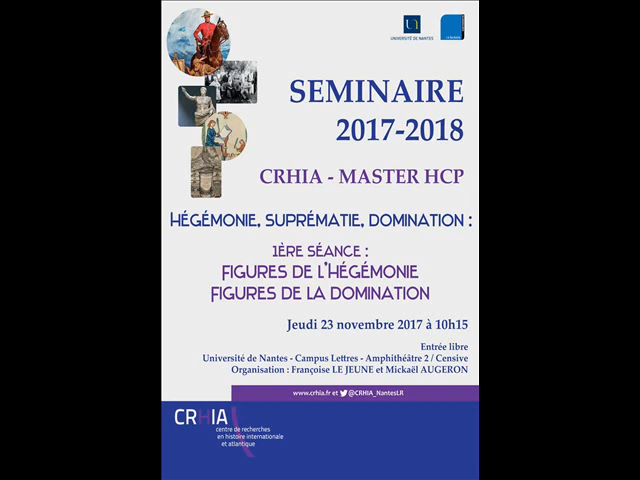 UNIVERSITÉ DE NANTES
SEMINAIRE
2017-2018
CRHIA - MASTER HCP
HÉGÉMONIE, SUPRÉMATIE, DOMINATION :
1ÈRE SÉANCE :
FIGURES DE L'HÉGÉMONIE
FIGURES DE LA DOMINATION
Jeudi 23 novembre 2017 à 10h15
Entrée libre
Université de Nantes - Campus Lettres - Amphithéâtre 2 / Censive
Organisation : Françoise LE JEUNE et Mickaël AUGERON
www.crhia.fr et @CRHIA_NantesLR
CRHIA
centre de recherches
en histoire internationale
et atlantique